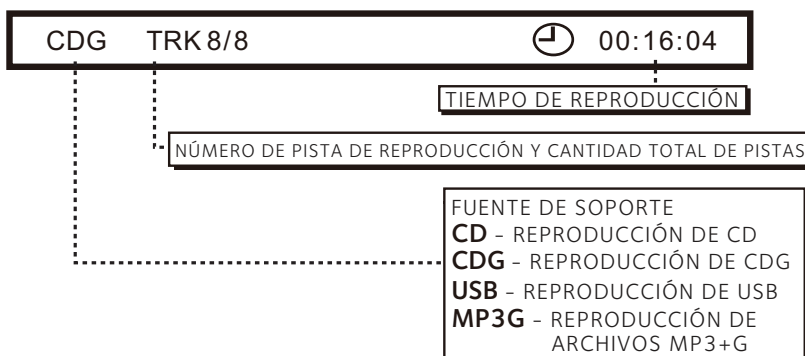 CDG TRK 8/8 00:16:04
TIEMPO DE REPRODUCCIÓN
NÚMERO DE PISTA DE REPRODUCCIÓN Y CANTIDAD TOTAL DE PISTAS
FUENTE DE SOPORTE
CD – REPRODUCCIÓN DE CD
CDG – REPRODUCCIÓN DE CDG
USB – REPRODUCCIÓN DE USB
MP3G – REPRODUCCIÓN DE
ARCHIVOS MP3+G